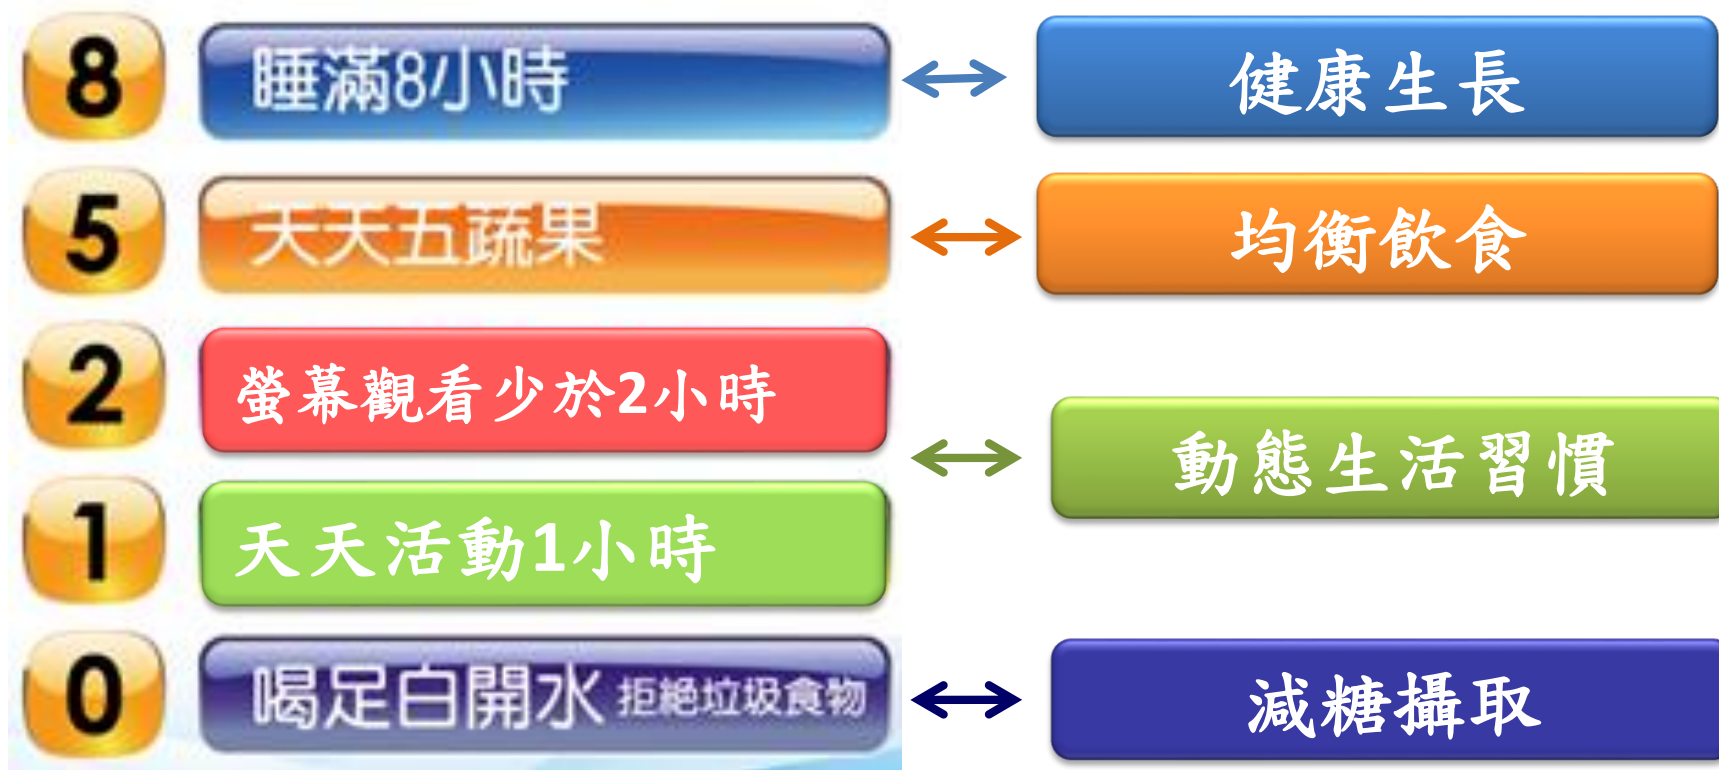 8 睡滿8小時 健康生長
5 天天五蔬果 均衡飲食
2 螢幕觀看少於2小時
動態生活習慣
1 天天活動1小時
0 喝足白開水 拒絕垃圾食物 減糖攝取